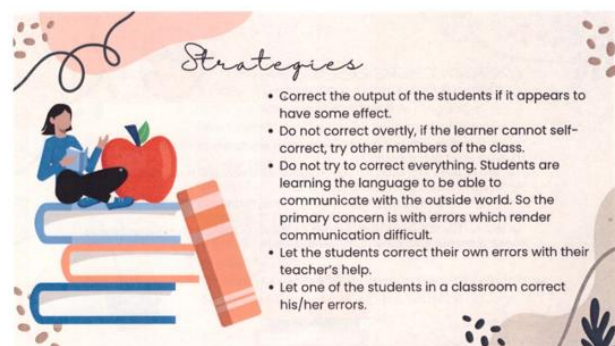 Strategies
• Correct the output of the students if it appears to
have some effect.
• Do not correct overtly, if the learner cannot self-
correct, try other members of the class.
• Do not try to correct everything. Students are
learning the language to be able to
communicate with the outside world. So the
primary concern is with errors which render
communication difficult.
• Let the students correct their own errors with their
teacher's help.
• Let one of the students in a classroom correct
his/her errors.